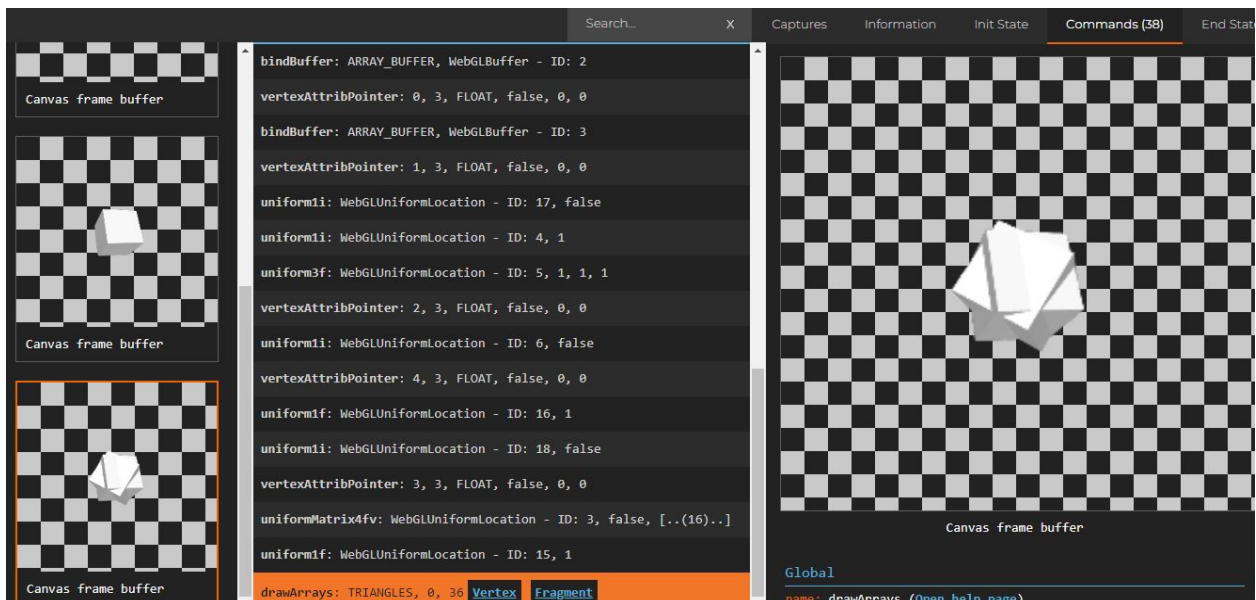 Search... X Captures Information Init State Commands (38) End State
Canvas frame buffer
Canvas frame buffer
Canvas frame buffer
bindBuffer: ARRAY_BUFFER, WebGLBuffer - ID: 2
vertexAttribPointer: 0, 3, FLOAT, false, 0, 0
bindBuffer: ARRAY_BUFFER, WebGLBuffer - ID: 3
vertexAttribPointer: 1, 3, FLOAT, false, 0, 0
uniform1i: WebGLUniformLocation - ID: 17, false
uniform1i: WebGLUniformLocation - ID: 4, 1
uniform3f: WebGLUniformLocation - ID: 5, 1, 1, 1
vertexAttribPointer: 2, 3, FLOAT, false, 0, 0
uniform1i: WebGLUniformLocation - ID: 6, false
vertexAttribPointer: 4, 3, FLOAT, false, 0, 0
uniform1f: WebGLUniformLocation - ID: 16, 1
uniform1i: WebGLUniformLocation - ID: 18, false
vertexAttribPointer: 3, 3, FLOAT, false, 0, 0
uniformMatrix4fv: WebGLUniformLocation - ID: 3, false, [..(16)..]
uniform1f: WebGLUniformLocation - ID: 15, 1
drawArrays: TRIANGLES, 0, 36 Vertex Fragment
Canvas frame buffer
Global
name: drawArrays (Open help page)